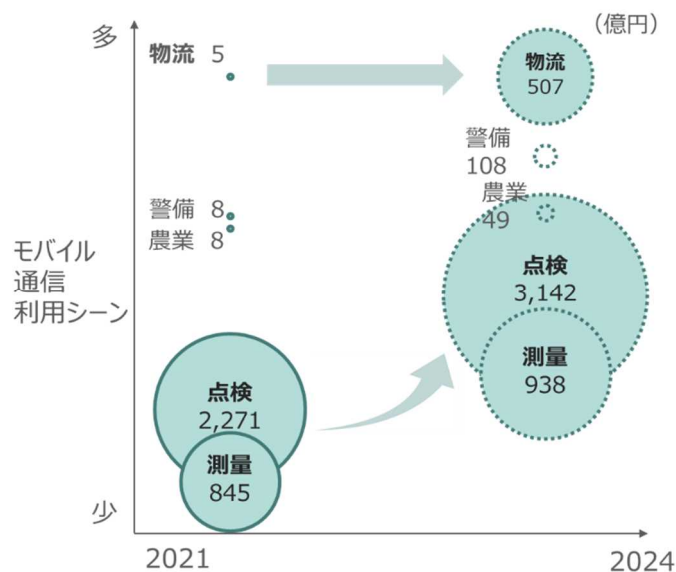 (億円)
多
物流 5
物流
507
警備
108
警備 8
農業
49
農業 8
モバイル
通信
利用シーン
点検
3,142
測量
938
点検
2,271
測量
845
少
2021
2024